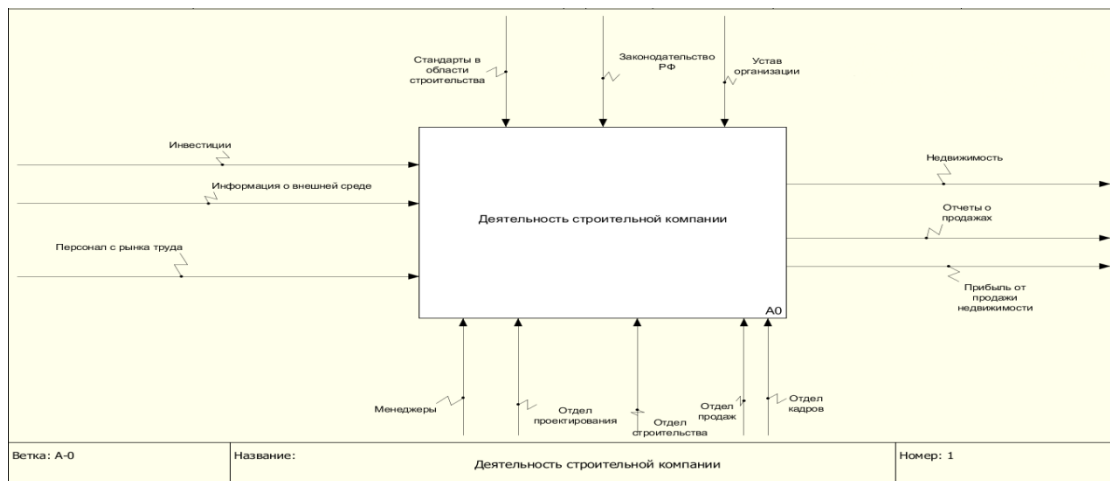 Стандарты в
области
строительства
Законодательство
РФ
Устав
организации
Инвестиции
Информация о внешней среде
Персонал с рынка труда
Деятельность строительной компании
A0
Недвижимость
Отчеты о
продажах
Прибыль от
продажи
недвижимости
Менеджеры
Отдел
проектирования
Отдел
строительства
Отдел
продаж
Отдел
кадров
Ветка: A-0
Название:
Деятельность строительной компании
Номер: 1